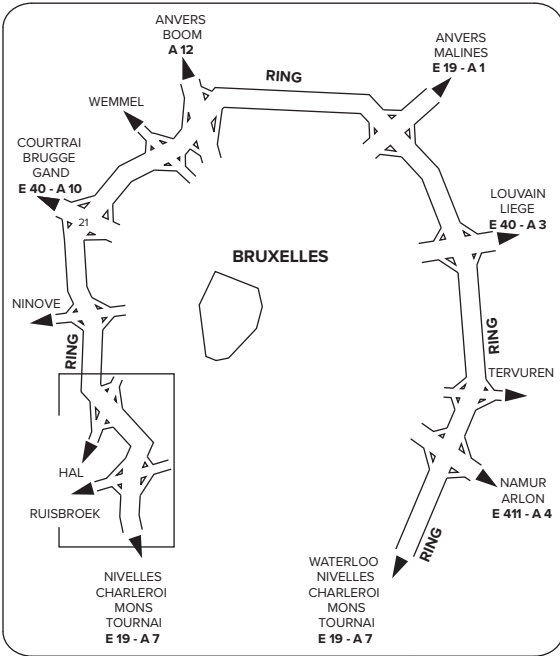 ANVERS
BOOM
A 12
RING
ANVERS
MALINES
E 19 - A 1
WEMMEL
COURTRAI
BRUGGE
GAND
E 40 - A 10
21
LOUVAIN
LIEGE
E 40 - A 3
BRUXELLES
NINOVE
RING
RING
TERVUREN
HAL
RUISBROEK
NAMUR
ARLON
E 411 - A 4
RING
NIVELLES
CHARLEROI
MONS
TOURNAI
E 19 - A 7
WATERLOO
NIVELLES
CHARLEROI
MONS
TOURNAI
E 19 - A 7